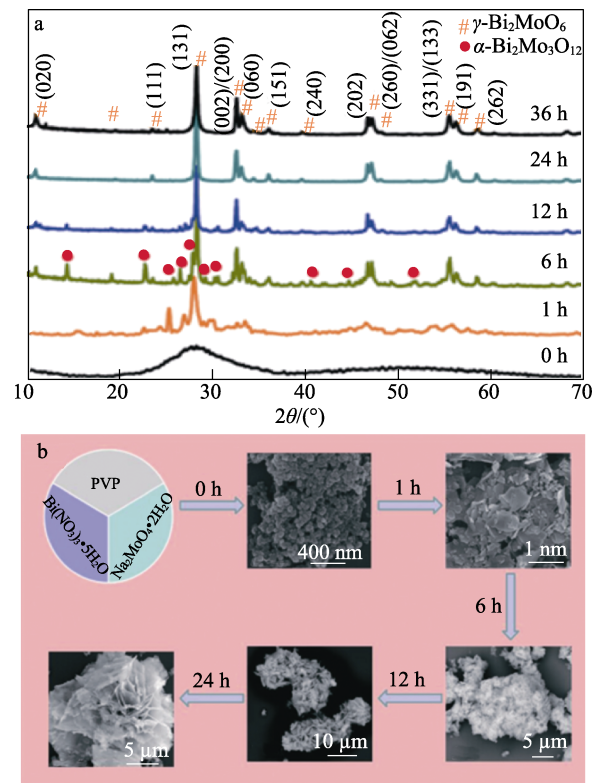 a
# γ-Bi₂MoO₆
● α-Bi₂Mo₃O₁₂
(020)
(111)
(131)
(002)/(200)
(060)
(151)
(240)
(202)
(260)/(062)
(331)/(133)
(191)
(262)
36 h
24 h
12 h
6 h
1 h
0 h
10 20 30 40 50 60 70
2θ/(°)
b
PVP
Bi(NO₃)₃•5H₂O
Na₂MoO₄•2H₂O
0 h
400 nm
1 h
1 nm
6 h
5 μm
12 h
10 μm
24 h
5 μm